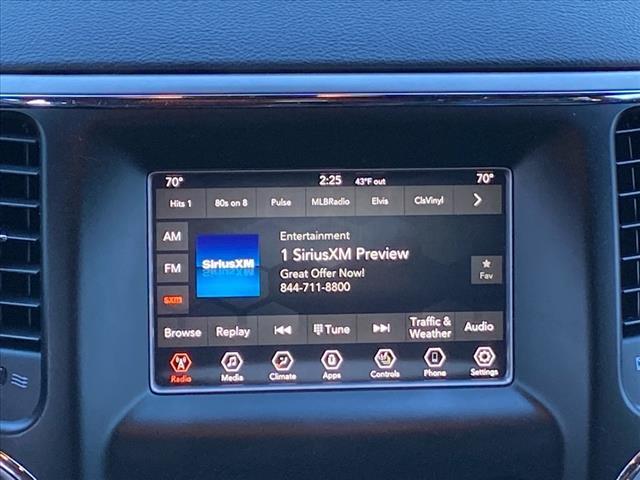 70° 2:25 43°F out 70°
Hits 1 80s on 8 Pulse MLBRadio Elvis ClsVinyl
AM
FM
sxm
SiriusXM
Entertainment
1 SiriusXM Preview
Great Offer Now!
844-711-8800
Fav
Browse Replay Tune Traffic & Weather Audio
Radio Media Climate Apps Controls Phone Settings